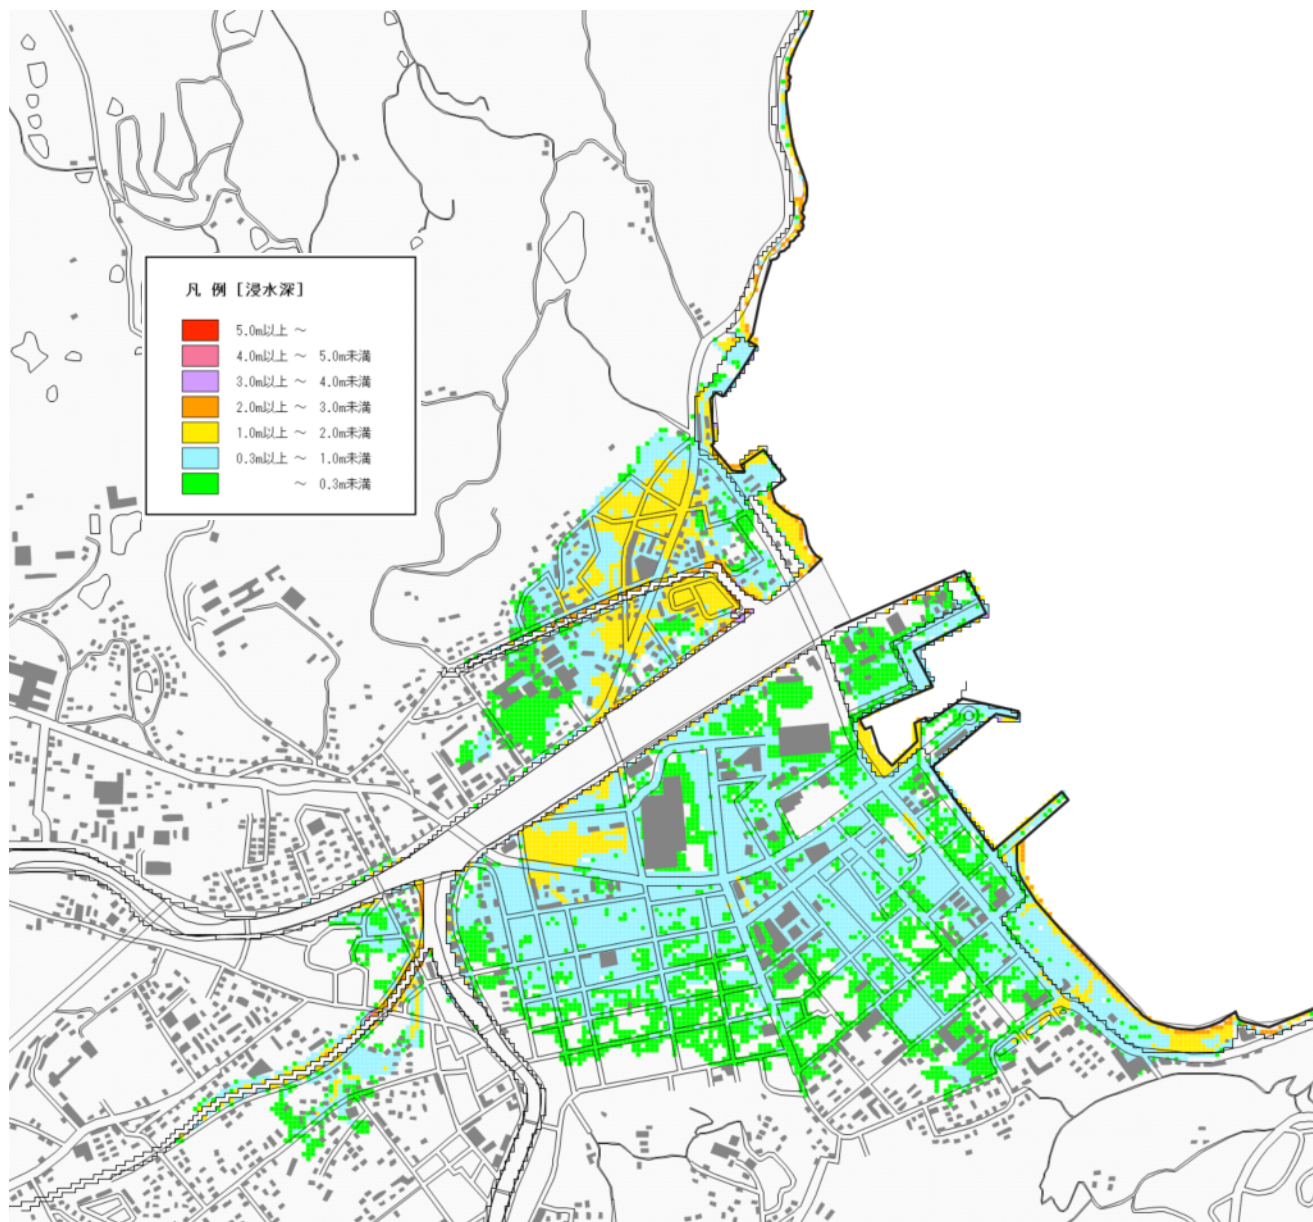 凡 例 [浸水深]
5.0m以上 ～
4.0m以上 ～ 5.0m未満
3.0m以上 ～ 4.0m未満
2.0m以上 ～ 3.0m未満
1.0m以上 ～ 2.0m未満
0.3m以上 ～ 1.0m未満
～ 0.3m未満